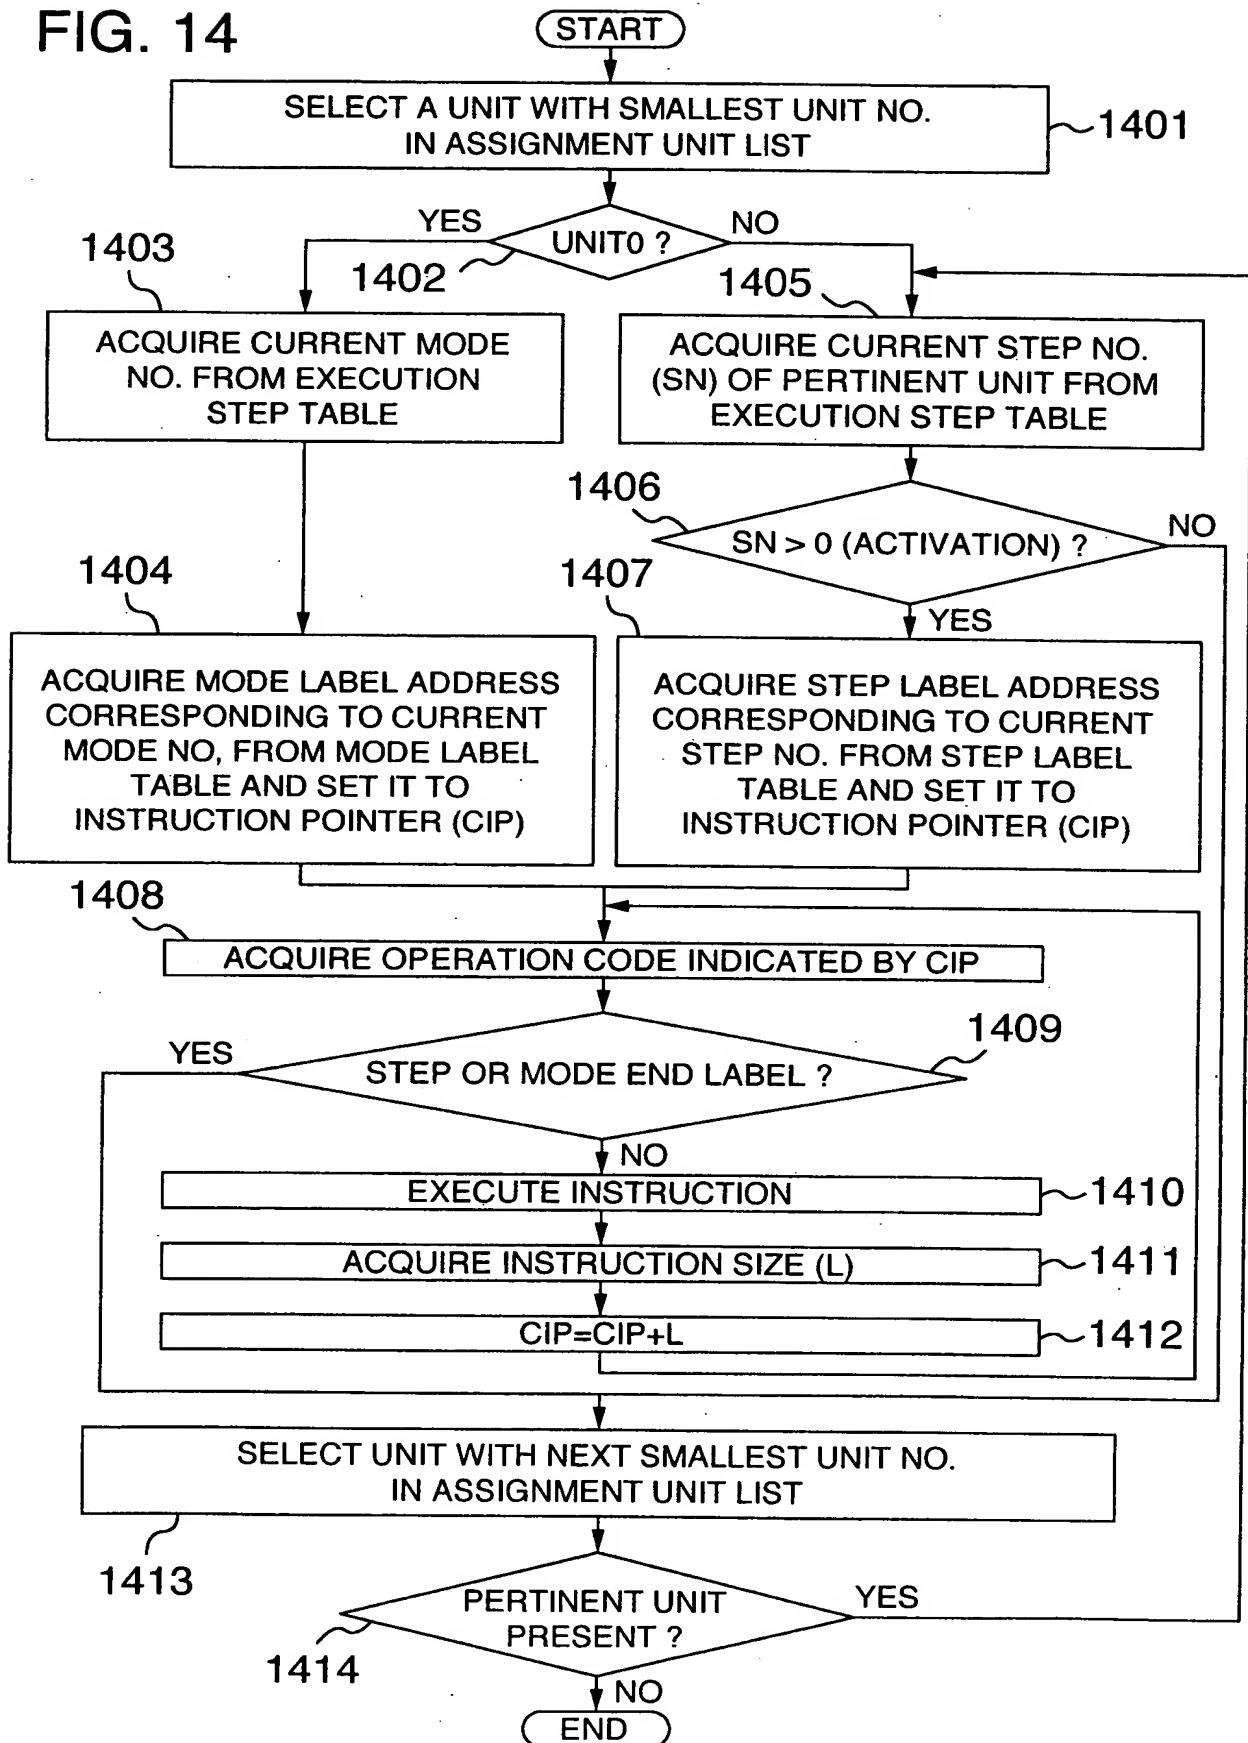 FIG. 14
START
SELECT A UNIT WITH SMALLEST UNIT NO.
IN ASSIGNMENT UNIT LIST
1401
YES
UNIT0 ?
NO
1402
1403
ACQUIRE CURRENT MODE
NO. FROM EXECUTION
STEP TABLE
1405
ACQUIRE CURRENT STEP NO.
(SN) OF PERTINENT UNIT FROM
EXECUTION STEP TABLE
1406
SN > 0 (ACTIVATION) ?
NO
YES
1404
ACQUIRE MODE LABEL ADDRESS
CORRESPONDING TO CURRENT
MODE NO, FROM MODE LABEL
TABLE AND SET IT TO
INSTRUCTION POINTER (CIP)
1407
ACQUIRE STEP LABEL ADDRESS
CORRESPONDING TO CURRENT
STEP NO. FROM STEP LABEL
TABLE AND SET IT TO
INSTRUCTION POINTER (CIP)
1408
ACQUIRE OPERATION CODE INDICATED BY CIP
1409
YES
STEP OR MODE END LABEL ?
NO
EXECUTE INSTRUCTION
1410
ACQUIRE INSTRUCTION SIZE (L)
1411
CIP=CIP+L
1412
SELECT UNIT WITH NEXT SMALLEST UNIT NO.
IN ASSIGNMENT UNIT LIST
1413
PERTINENT UNIT
PRESENT ?
YES
1414
NO
END